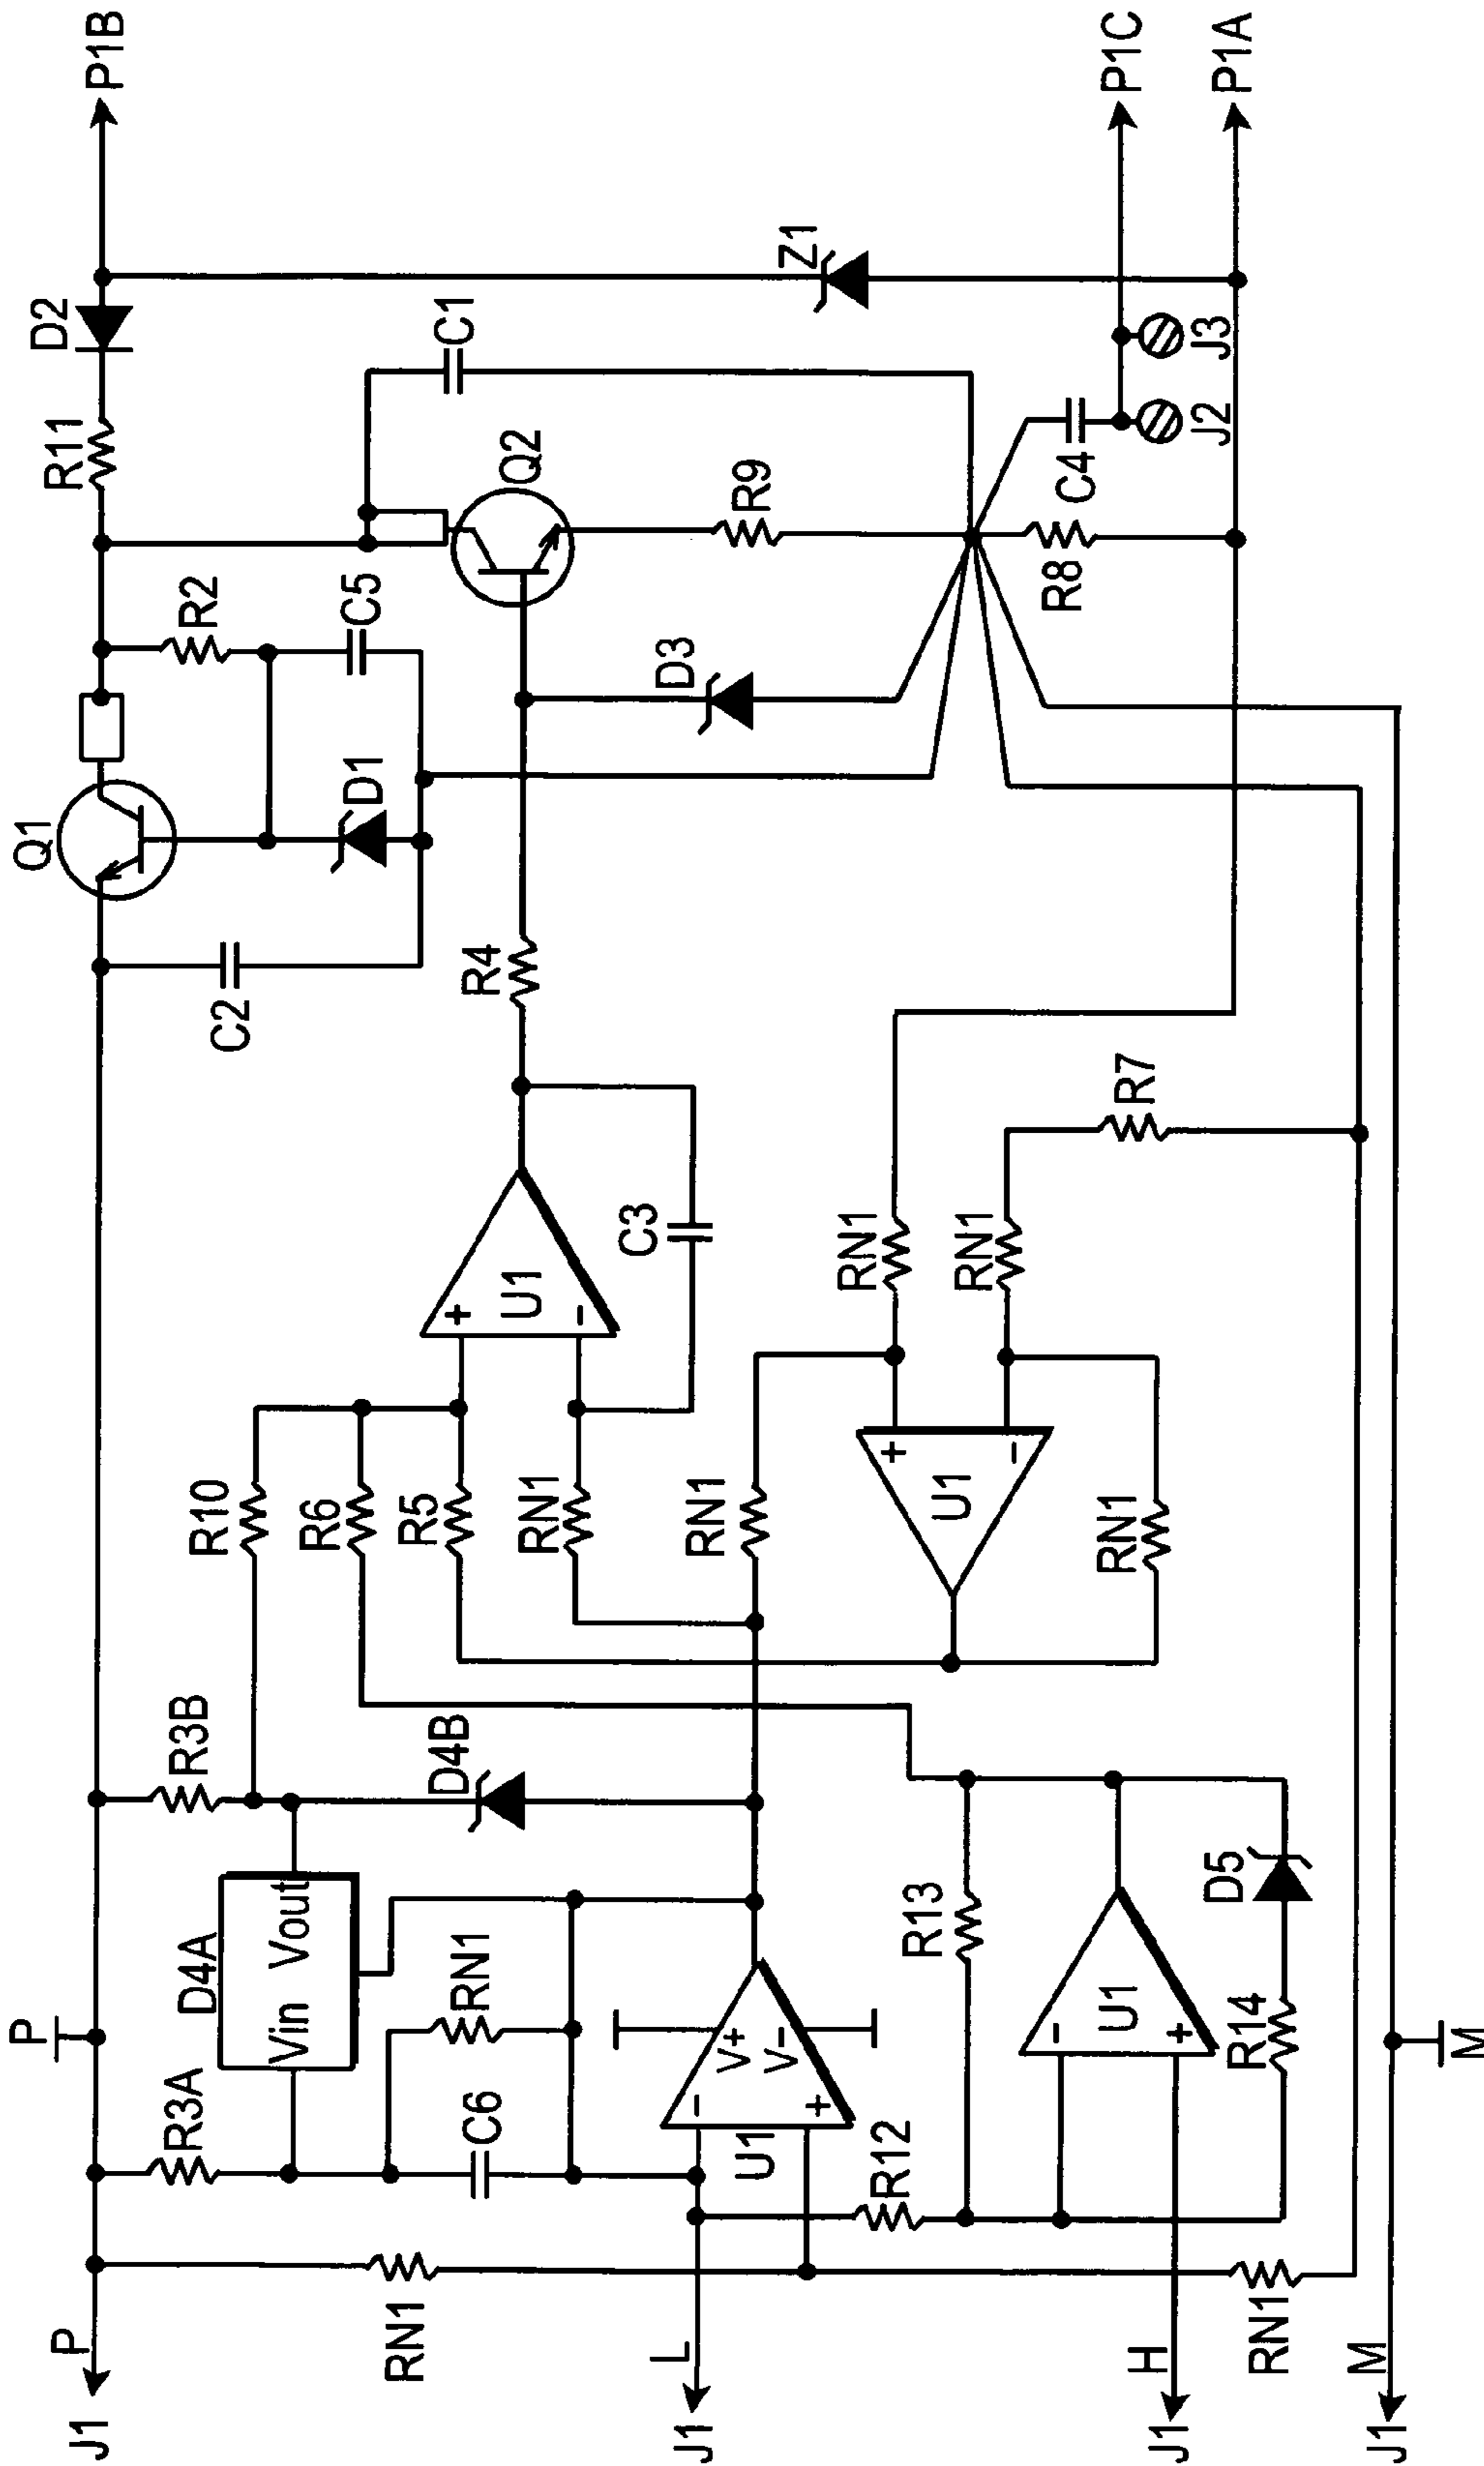 P1B
P1C
P1A
D2
Z1
C1
J3
J2
R11
Q2
R9
C4
R2
C5
R8
D3
Q1
D1
C2
R4
R7
C3
RN1
RN1
U1
+
-
R10
R6
R5
RN1
RN1
+
-
U1
RN1
R3B
D4B
D4A
Vin Vout
D5
R13
P
RN1
V+
V-
-
+
U1
-
+
U1
R14
M
R3A
C6
R12
RN1
RN1
P
L
H
M
J1
J1
J1
J1